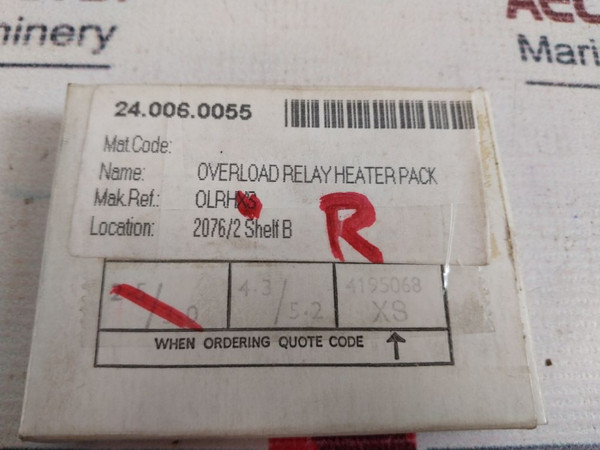 hinery
Mari
24.006.0055
Mat.Code:
Name: OVERLOAD RELAY HEATER PACK
Mak.Ref.:
Location: 2076/2 Shelf B
R
4·3/5·2 4195068 XS
WHEN ORDERING QUOTE CODE ↑